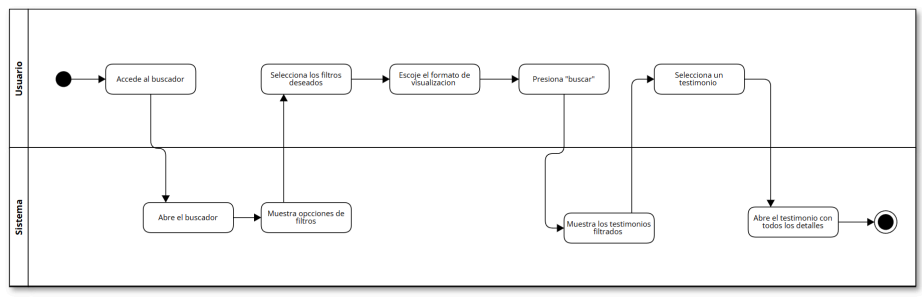 Usuario
Accede al buscador
Selecciona los filtros
deseados
Escoje el formato de
visualizacion
Presiona "buscar"
Selecciona un
testimonio
Sistema
Abre el buscador
Muestra opcciones de
filtros
Muestra los testimonios
filtrados
Abre el testimonio con
todos los detalles